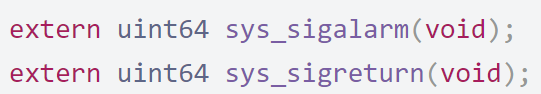 extern uint64 sys_sigalarm(void);
extern uint64 sys_sigreturn(void);